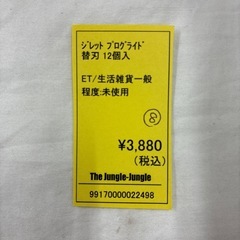 ｼﾞﾚｯﾄ ﾌﾟﾛｸﾞﾗｲﾄﾞ
替刃 12個入
ET/生活雑貨一般
程度:未使用
8
¥3,880
(税込)
The Jungle-Jungle
99170000022498